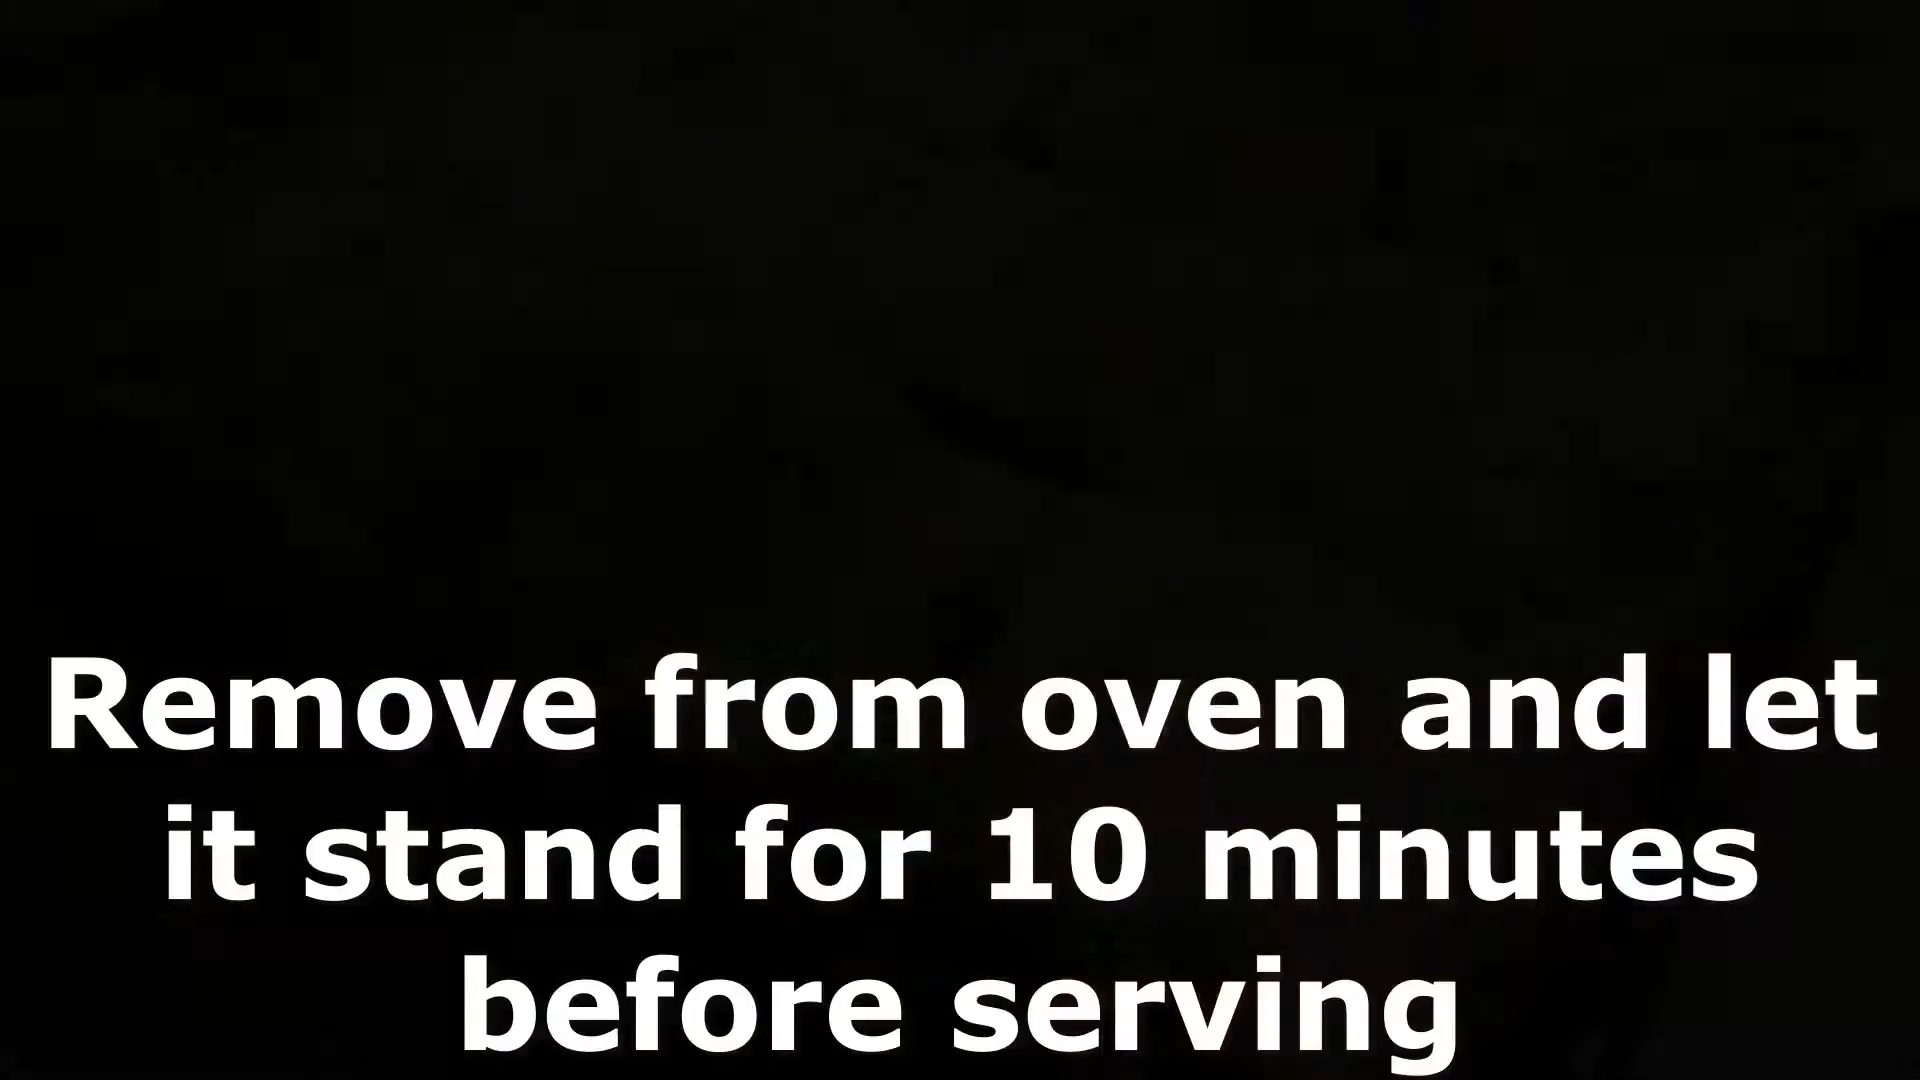 Remove from oven and let
it stand for 10 minutes
before serving